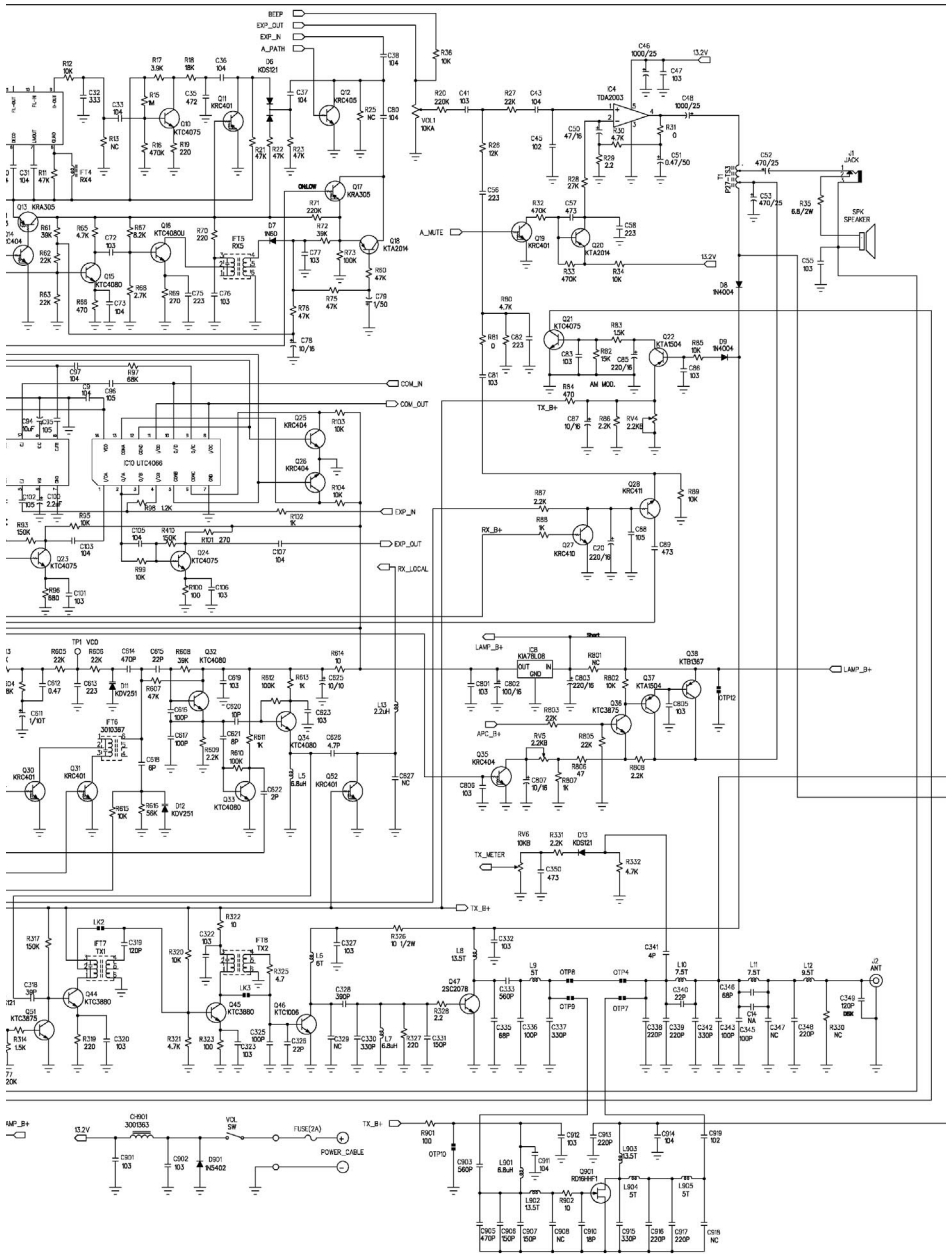 BEEP
EXP_OUT
EXP_IN
A_PATH
R12
10K
C32
333
C33
104
R13
NC
R17
3.9K
R18
18K
C36
104
R15
1M
C35
472
Q11
KRC401
Q10
KTC4075
R16
470K
R19
220
D6
KDS121
C37
104
R21
47K
R22
47K
R23
47K
Q12
KRC405
R25
NC
C38
104
C80
104
R36
10K
VOL1
10KA
R20
220K
C41
103
R27
22K
C43
104
R26
12K
C45
102
C56
223
IC4
TDA2003
C46
1000/25
C47
103
13.2V
C48
1000/25
C50
47/16
R30
4.7K
R29
2.2
R31
0
C51
0.47/50
R28
27K
T1
P27-TS3
C52
470/25
C53
470/25
J1
JACK
R35
6.8/2W
SPK
SPEAKER
C55
103
C31
104
R11
47K
FT4
RX4
Q13
KRA305
R61
39K
R62
22K
R63
22K
R65
4.7K
C72
103
R67
8.2K
Q16
KTC4080U
Q15
KTC4080
R66
470
C73
104
R68
2.7K
R69
270
C75
223
R70
220
C76
103
IFT5
RX5
ONLOW
Q17
KRA305
R71
220K
D7
1N60
C77
103
R72
39K
R73
100K
Q18
KTA2014
R60
47K
C79
1/50
R75
47K
R76
47K
C78
10/16
A_MUTE
Q19
KRC401
R32
470K
C57
473
Q20
KTA2014
C58
223
R33
470K
R34
10K
13.2V
D8
1N4004
R80
4.7K
R81
0
C82
223
C81
103
Q21
KTC4075
R83
1.5K
Q22
KTA1504
C83
103
R82
15K
C85
220/16
AM MOD.
R85
10K
D9
1N4004
C86
103
R84
470
TX_B+
C87
10/16
R86
2.2K
RV4
2.2KB
C97
104
R97
68K
C9
104
C96
105
C94
10uF
C95
105
COM_IN
COM_OUT
IC10 UTC4066
Q25
KRC404
R103
10K
Q26
KRC404
R104
10K
C102
105
C100
2.2uF
R98 1.2K
R102
1K
EXP_IN
EXP_OUT
R93
150K
R95
10K
C103
104
Q23
KTC4075
R96
680
C101
103
C105
104
R410
150K
R101 270
C107
104
R99
10K
Q24
KTC4075
R100
100
C106
103
RX_LOCAL
R87
2.2K
Q28
KRC411
R89
10K
RX_B+
R88
1K
Q27
KRC410
C20
220/16
C88
105
C89
473
TP1 VCO
R605
22K
R606
22K
C612
0.47
C613
223
C611
1/10T
D11
KDV251
C614
470P
C615
22P
R607
47K
R608
39K
Q32
KTC4080
C619
103
C616
100P
C617
100P
R609
2.2K
IFT6
3010367
C618
6P
Q30
KRC401
Q31
KRC401
R615
10K
R616
56K
D12
KDV251
C620
10P
C621
8P
R610
100K
R611
1K
R612
100K
R613
1K
R614
10
C625
10/10
C623
103
Q34
KTC4080
Q33
KTC4080
C622
2P
L5
6.8uH
C626
4.7P
L13
2.2uH
Q52
KRC401
C627
NC
LAMP_B+
IC8
KIA78L08
OUT IN
GND
Short
R801
NC
C801
103
C802
100/16
C803
220/16
R802
10K
Q38
KTB1367
Q37
KTA1504
Q36
KTC3875
C805
103
OTP12
LAMP_B+
R803
22K
APC_B+
RV5
2.2KB
R805
22K
Q35
KRC404
C809
103
C807
10/16
R807
1K
R806
47
R808
2.2K
RV6
10KB
R331
2.2K
D13
KDS121
TX_METER
C350
473
R332
4.7K
TX_B+
R317
150K
LK2
IFT7
TX1
C319
120P
C318
39P
Q44
KTC3880
Q51
KTC3875
R314
1.5K
R319
220
C320
103
R320
10K
R321
4.7K
C322
103
R322
10
IFT8
TX2
R325
4.7
LK3
Q45
KTC3880
R323
100
C323
103
C325
100P
Q46
KTC1006
C326
22P
L6
6T
C327
103
R326
10 1/2W
C328
390P
C329
NC
C330
330P
L7
6.8uH
R327
220
R328
2.2
C331
150P
L8
13.5T
C332
103
Q47
2SC2078
C333
560P
L9
5T
OTP8
OTP9
OTP4
OTP7
C335
68P
C336
100P
C337
330P
C338
220P
C341
4P
L10
7.5T
C340
22P
C339
220P
C342
330P
C343
100P
C346
68P
L11
7.5T
C14
NA
C345
100P
C347
NC
L12
9.5T
C348
220P
R330
NC
J2
ANT
C349
120P
13.2V
CH901
3001363
VOL
SW
FUSE(2A)
POWER_CABLE
C901
103
C902
103
D901
1N5402
TX_B+
R901
100
OTP10
C903
560P
L901
6.8uH
C911
104
C912
103
C913
220P
L903
13.5T
C914
104
C919
102
Q901
RD16HHF1
L902
13.5T
R902
10
L904
5T
L905
5T
C905
470P
C906
150P
C907
150P
C908
NC
C910
18P
C915
330P
C916
220P
C917
220P
C918
NC